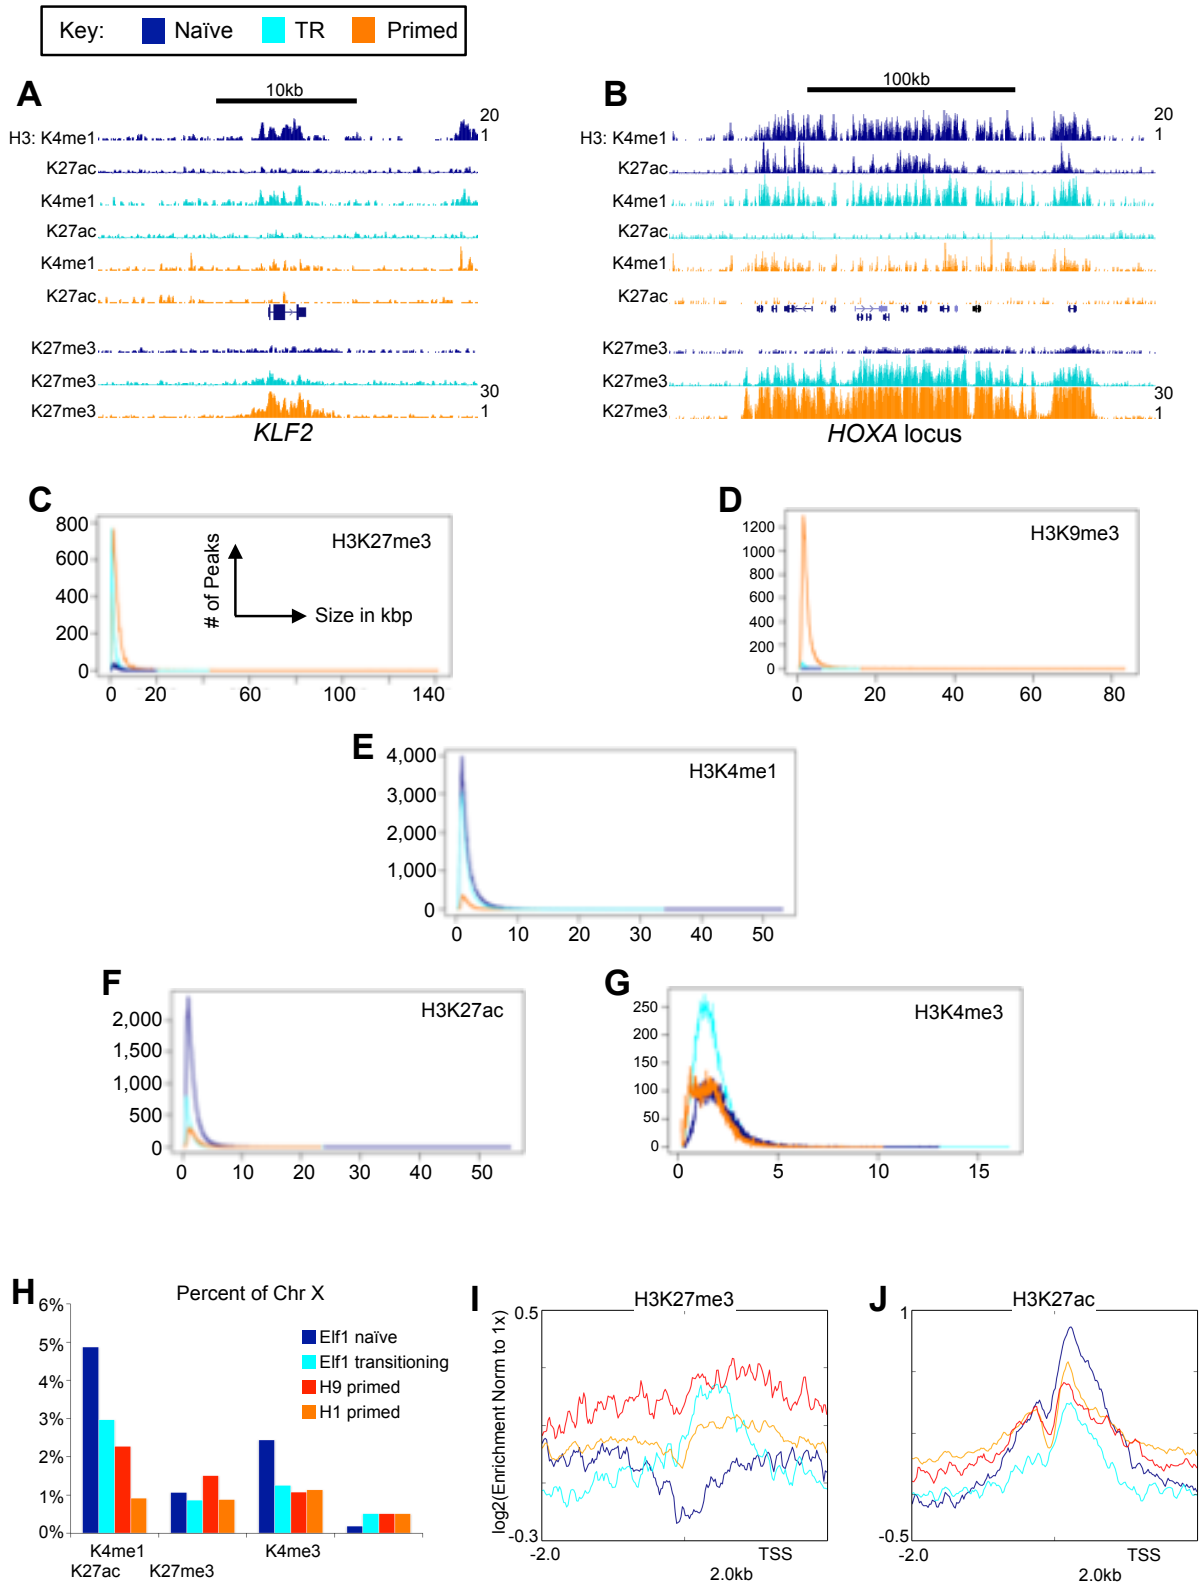 Key: Naïve TR Primed
A
10kb
H3: K4me1
20
1
K27ac
K4me1
K27ac
K4me1
K27ac
K27me3
K27me3
K27me3
30
1
KLF2
B
100kb
H3: K4me1
20
1
K27ac
K4me1
K27ac
K4me1
K27ac
K27me3
K27me3
K27me3
30
1
HOXA locus
C
H3K27me3
# of Peaks
Size in kbp
800
600
400
200
0
0 20 60 100 140
D
H3K9me3
1200
1000
800
600
400
200
0
0 20 40 60 80
E
H3K4me1
4,000
3,000
2,000
1,000
0
0 10 20 30 40 50
F
H3K27ac
2,000
1,500
1,000
500
0
0 10 20 30 40 50
G
H3K4me3
250
200
150
100
50
0
0 5 10 15
H
Percent of Chr X
6%
5%
4%
3%
2%
1%
0%
Elf1 naïve
Elf1 transitioning
H9 primed
H1 primed
K4me1 K4me3
K27ac K27me3
I
H3K27me3
log2(Enrichment Norm to 1x)
0.5
-0.3
-2.0 TSS
2.0kb
J
H3K27ac
1
-0.5
-2.0 TSS
2.0kb